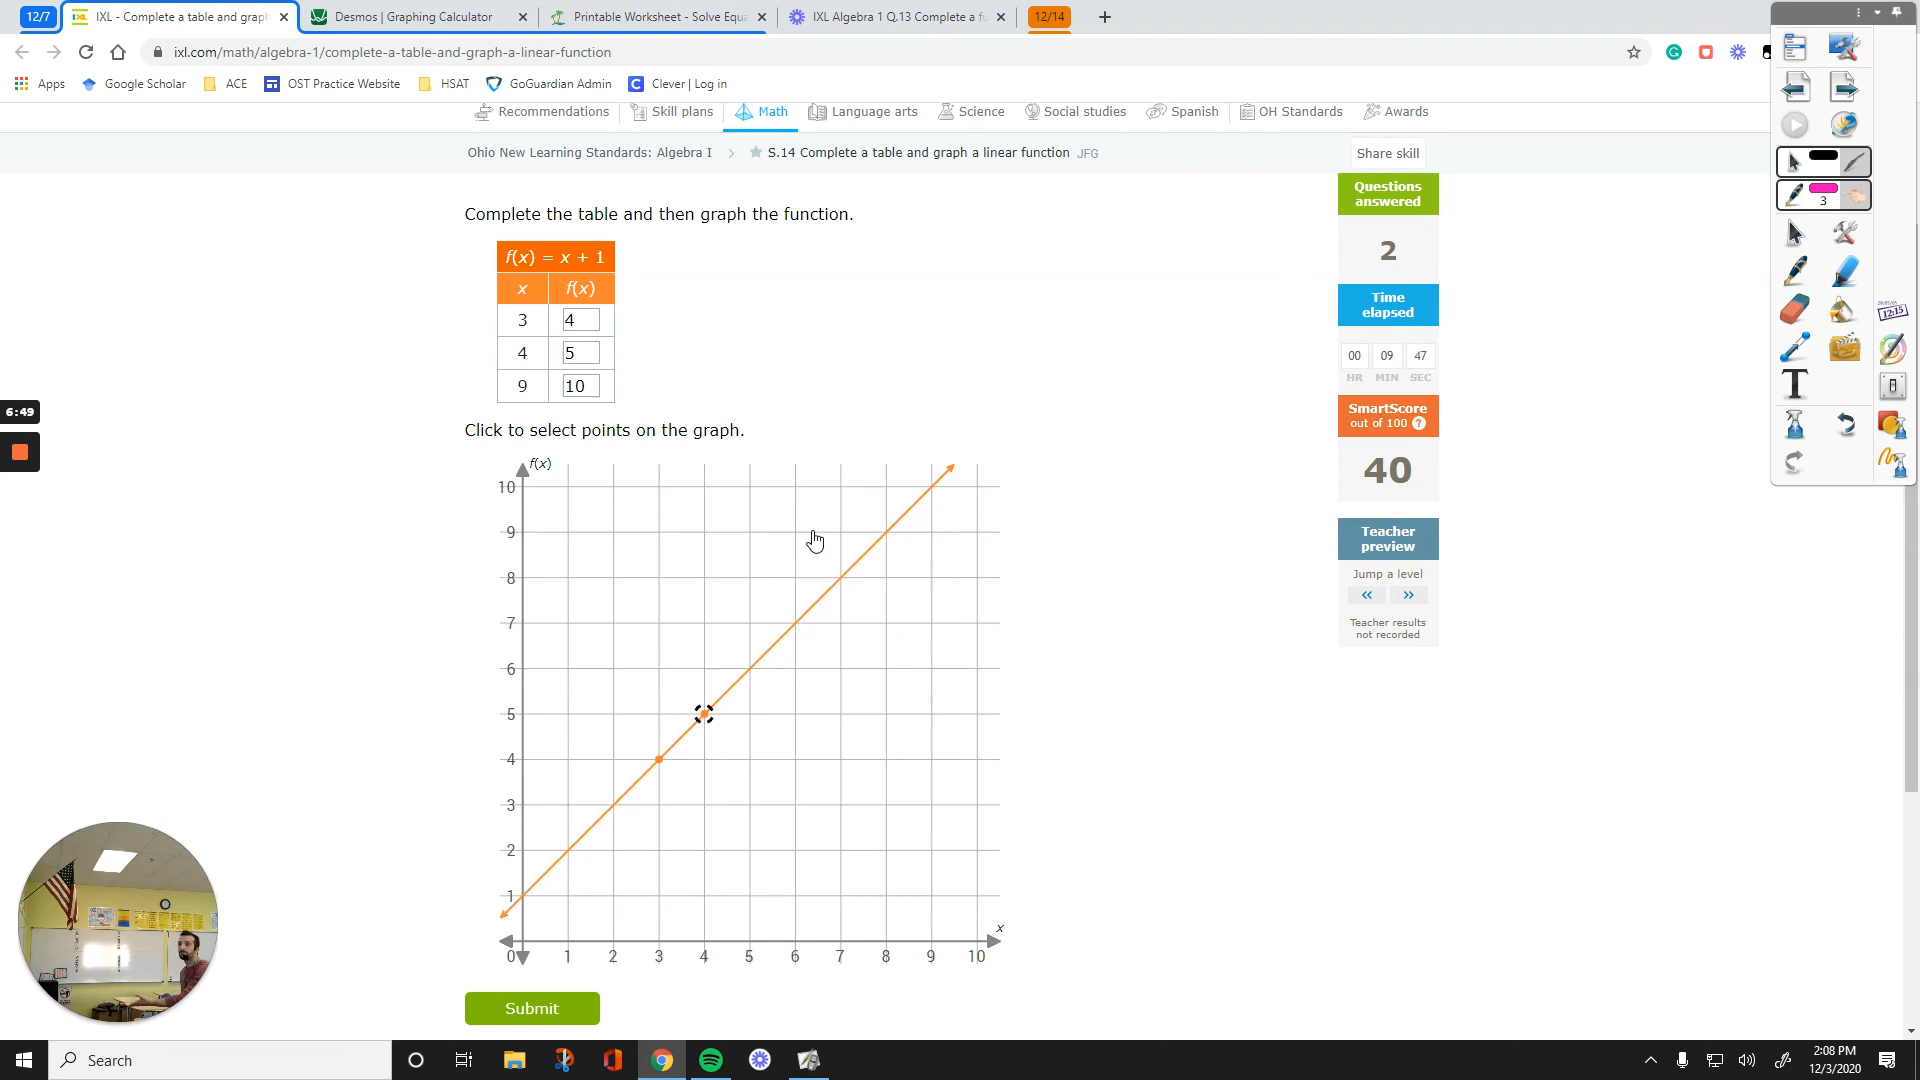 12/7
IXL - Complete a table and graph
Desmos | Graphing Calculator
Printable Worksheet - Solve Equa
IXL Algebra 1 Q.13 Complete a fu
12/14
ixl.com/math/algebra-1/complete-a-table-and-graph-a-linear-function
Apps
Google Scholar
ACE
OST Practice Website
HSAT
GoGuardian Admin
Clever | Log in
Recommendations
Skill plans
Math
Language arts
Science
Social studies
Spanish
OH Standards
Awards
Ohio New Learning Standards: Algebra I
S.14 Complete a table and graph a linear function JFG
Share skill
Complete the table and then graph the function.
f(x) = x + 1
x f(x)
3 4
4 5
9 10
Click to select points on the graph.
f(x)
10
9
8
7
6
5
4
3
2
1
x
0 1 2 3 4 5 6 7 8 9 10
Submit
Questions
answered
2
Time
elapsed
00 09 47
HR MIN SEC
SmartScore
out of 100 ?
40
Teacher
preview
Jump a level
Teacher results
not recorded
6:49
3
12:15
T
Search
2:08 PM
12/3/2020